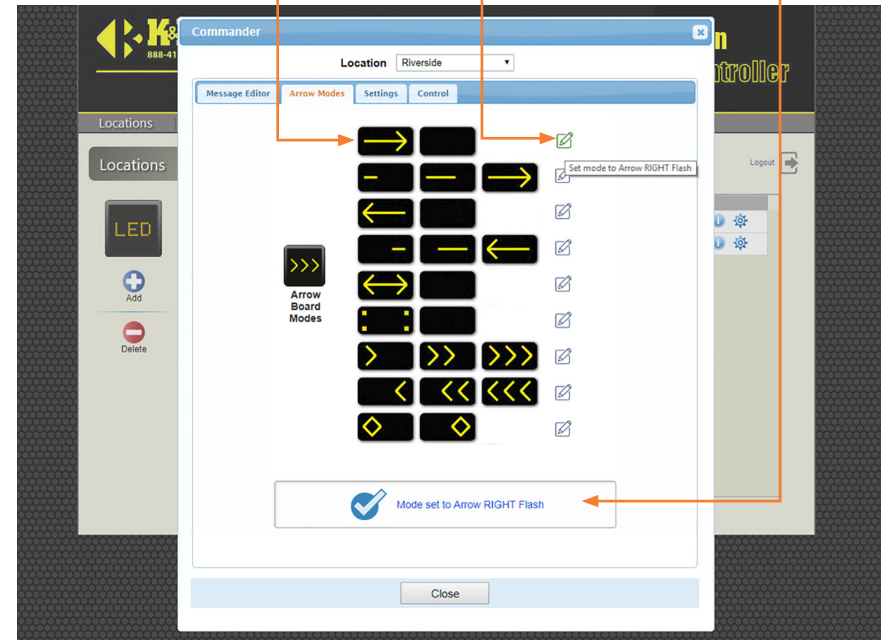 Commander
K&
n
888-41
ntroller
Location Riverside
Message Editor Arrow Modes Settings Control
Locations
Locations
Set mode to Arrow RIGHT Flash
Logout
LED
Arrow
Board
Modes
Add
Delete
Mode set to Arrow RIGHT Flash
Close